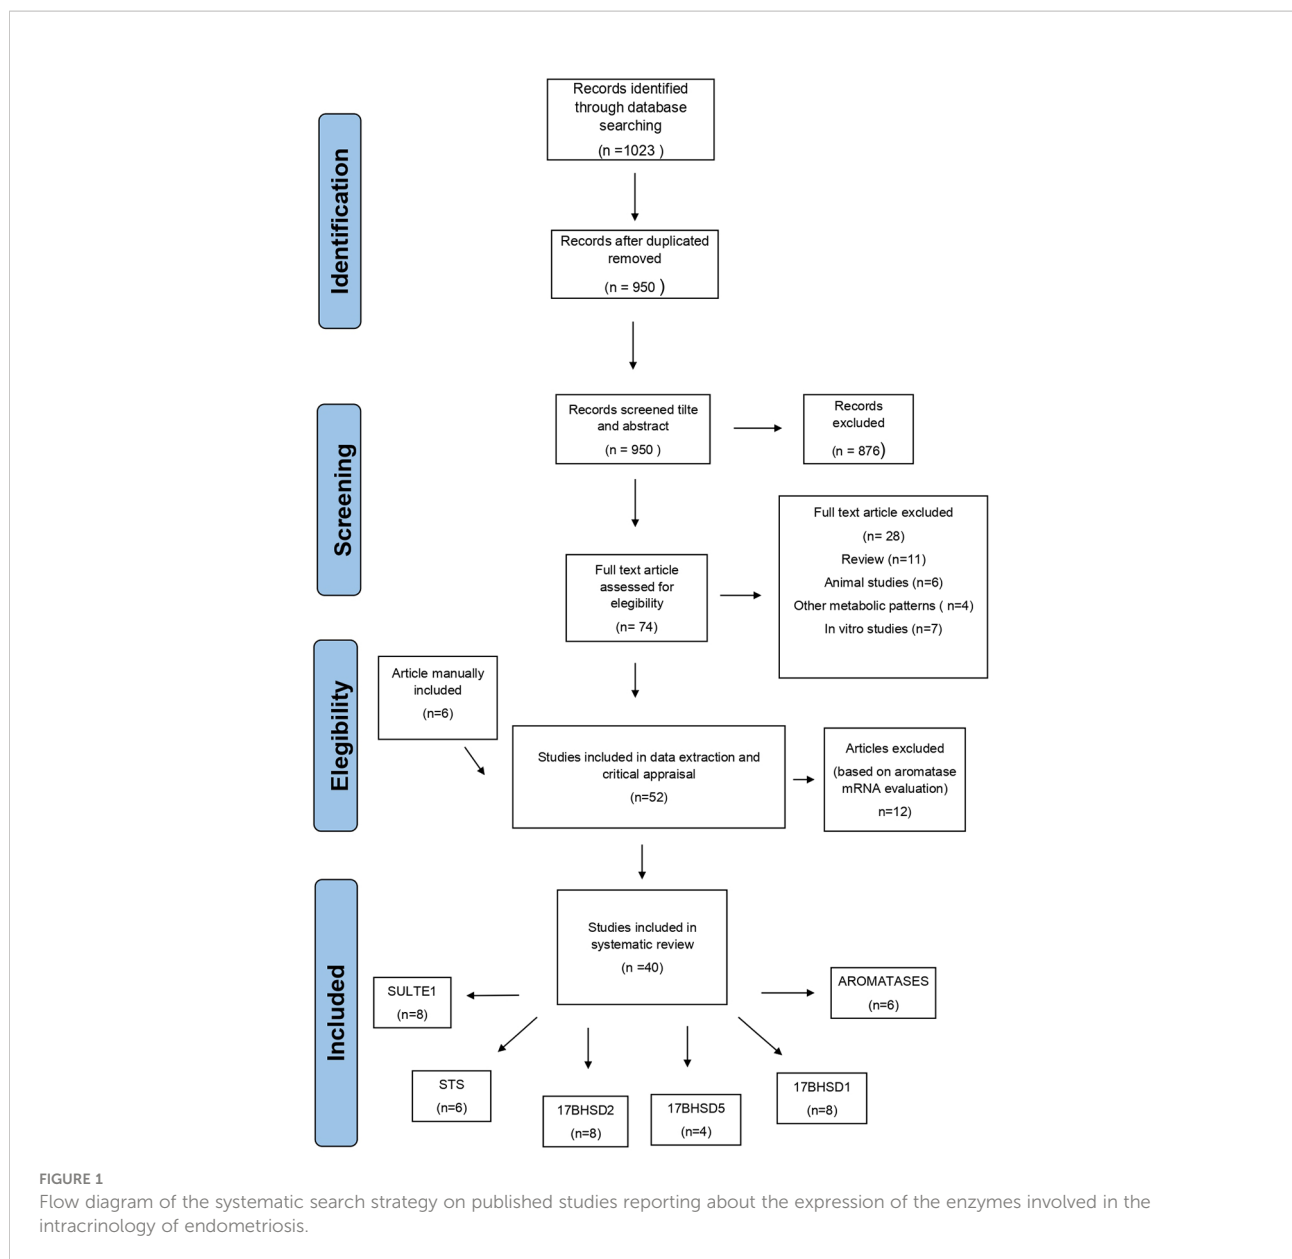 Identification
Records identified
through database
searching
(n =1023 )
Records after duplicated
removed
(n = 950 )
Screening
Records screened tilte
and abstract
(n = 950 )
Records
excluded
(n = 876)
Full text article
assessed for
elegibility
(n= 74)
Full text article excluded
(n= 28)
Review (n=11)
Animal studies (n=6)
Other metabolic patterns ( n=4)
In vitro studies (n=7)
Elegibility
Article manually
included
(n=6)
Studies included in data extraction and
critical appraisal
(n=52)
Articles excluded
(based on aromatase
mRNA evaluation)
n=12)
Included
Studies included in
systematic review
(n =40)
SULTE1
(n=8)
STS
(n=6)
17BHSD2
(n=8)
17BHSD5
(n=4)
17BHSD1
(n=8)
AROMATASES
(n=6)
FIGURE 1
Flow diagram of the systematic search strategy on published studies reporting about the expression of the enzymes involved in the
intracrinology of endometriosis.